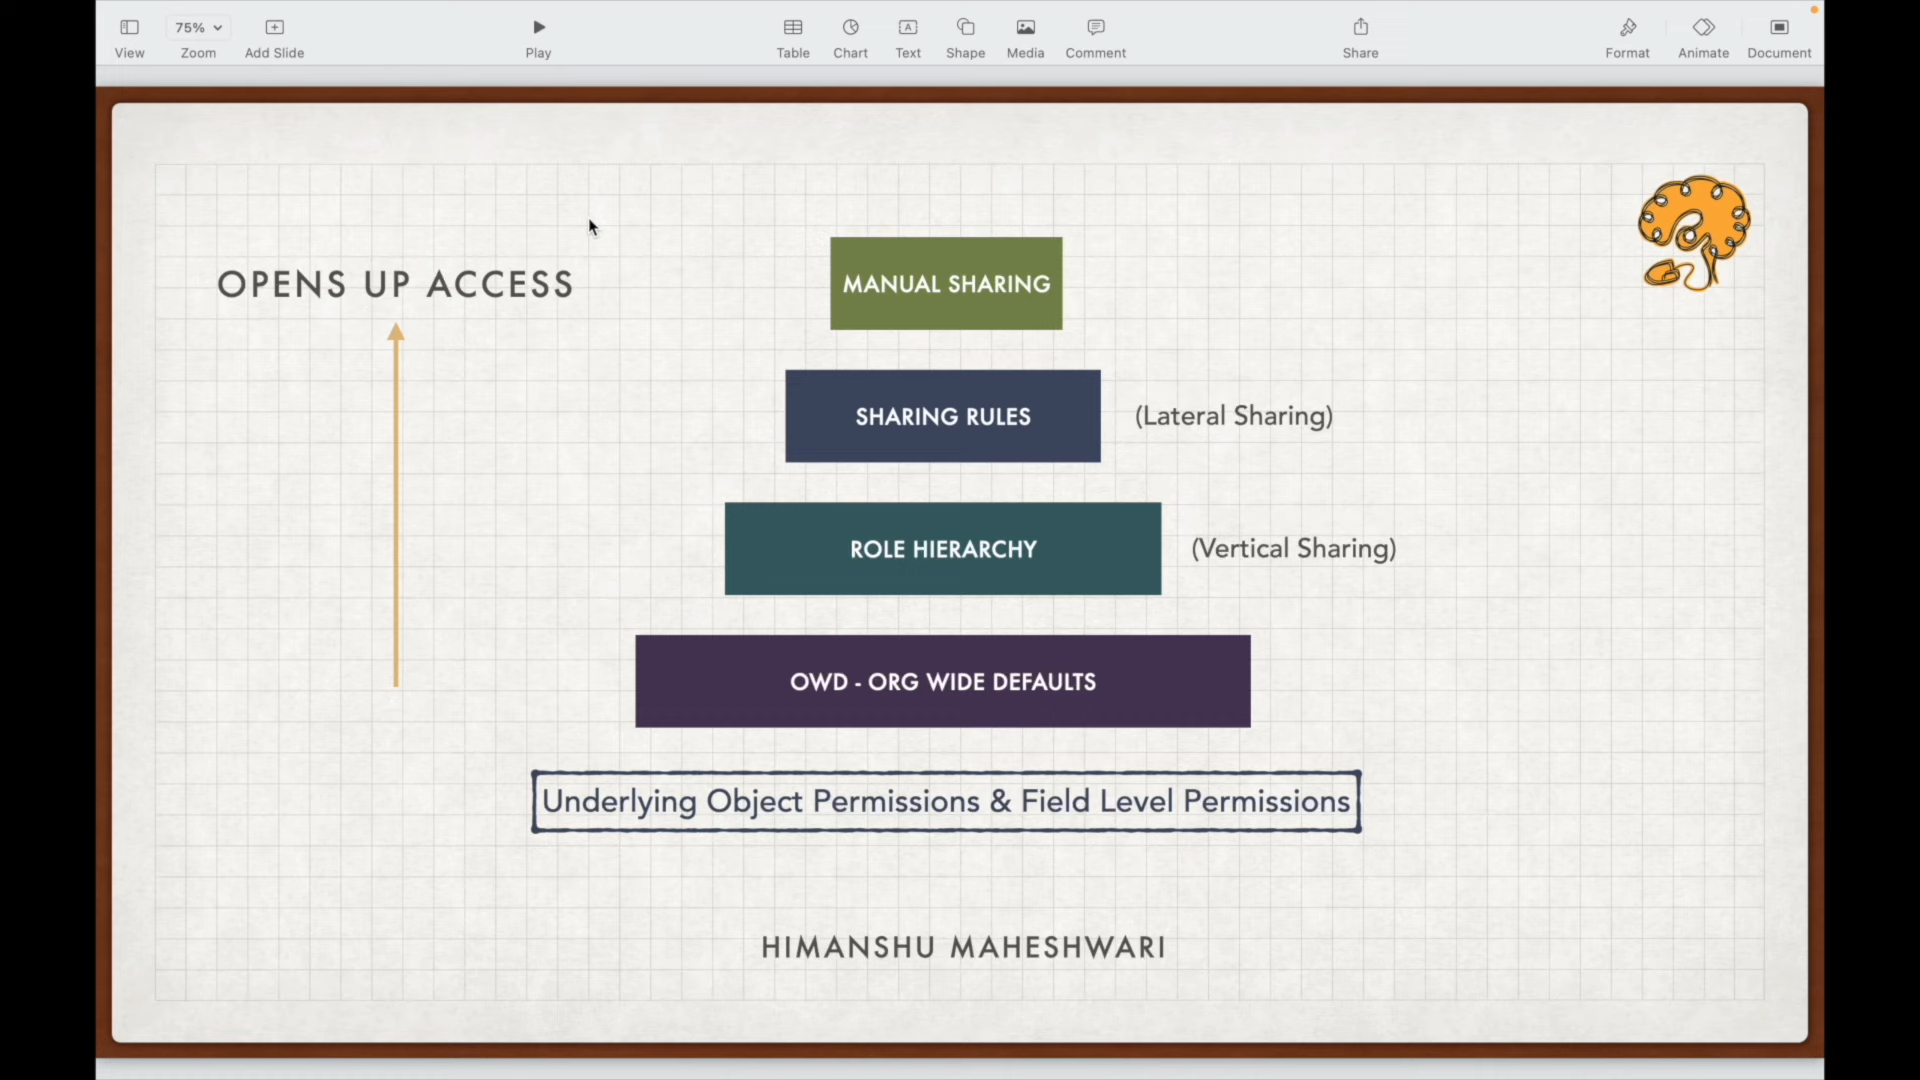 View
75%
Zoom
Add Slide
Play
Table
Chart
Text
Shape
Media
Comment
Share
Format
Animate
Document
OPENS UP ACCESS
MANUAL SHARING
SHARING RULES
(Lateral Sharing)
ROLE HIERARCHY
(Vertical Sharing)
OWD - ORG WIDE DEFAULTS
Underlying Object Permissions & Field Level Permissions
HIMANSHU MAHESHWARI